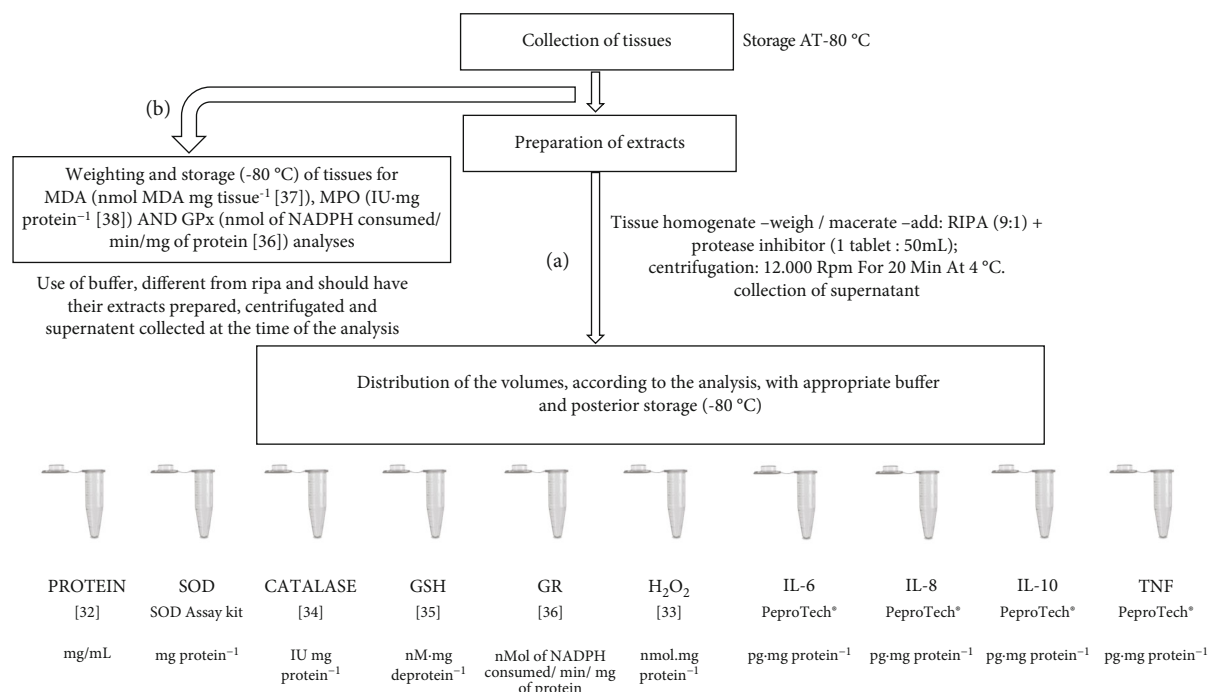 Collection of tissues
Storage AT-80 °C
(b)
Preparation of extracts
Weighting and storage (-80 °C) of tissues for
MDA (nmol MDA mg tissue⁻¹ [37]), MPO (IU·mg
protein⁻¹ [38]) AND GPx (nmol of NADPH consumed/
min/mg of protein [36]) analyses
Use of buffer, different from ripa and should have
their extracts prepared, centrifugated and
supernatent collected at the time of the analysis
(a)
Tissue homogenate –weigh / macerate –add: RIPA (9:1) +
protease inhibitor (1 tablet : 50mL);
centrifugation: 12.000 Rpm For 20 Min At 4 °C.
collection of supernatant
Distribution of the volumes, according to the analysis, with appropriate buffer
and posterior storage (-80 °C)
PROTEIN
[32]
mg/mL
SOD
SOD Assay kit
mg protein⁻¹
CATALASE
[34]
IU mg
protein⁻¹
GSH
[35]
nM·mg
deprotein⁻¹
GR
[36]
nMol of NADPH
consumed/ min/ mg
of protein
H₂O₂
[33]
nmol.mg
protein⁻¹
IL-6
PeproTech®
pg·mg protein⁻¹
IL-8
PeproTech®
pg·mg protein⁻¹
IL-10
PeproTech®
pg·mg protein⁻¹
TNF
PeproTech®
pg·mg protein⁻¹